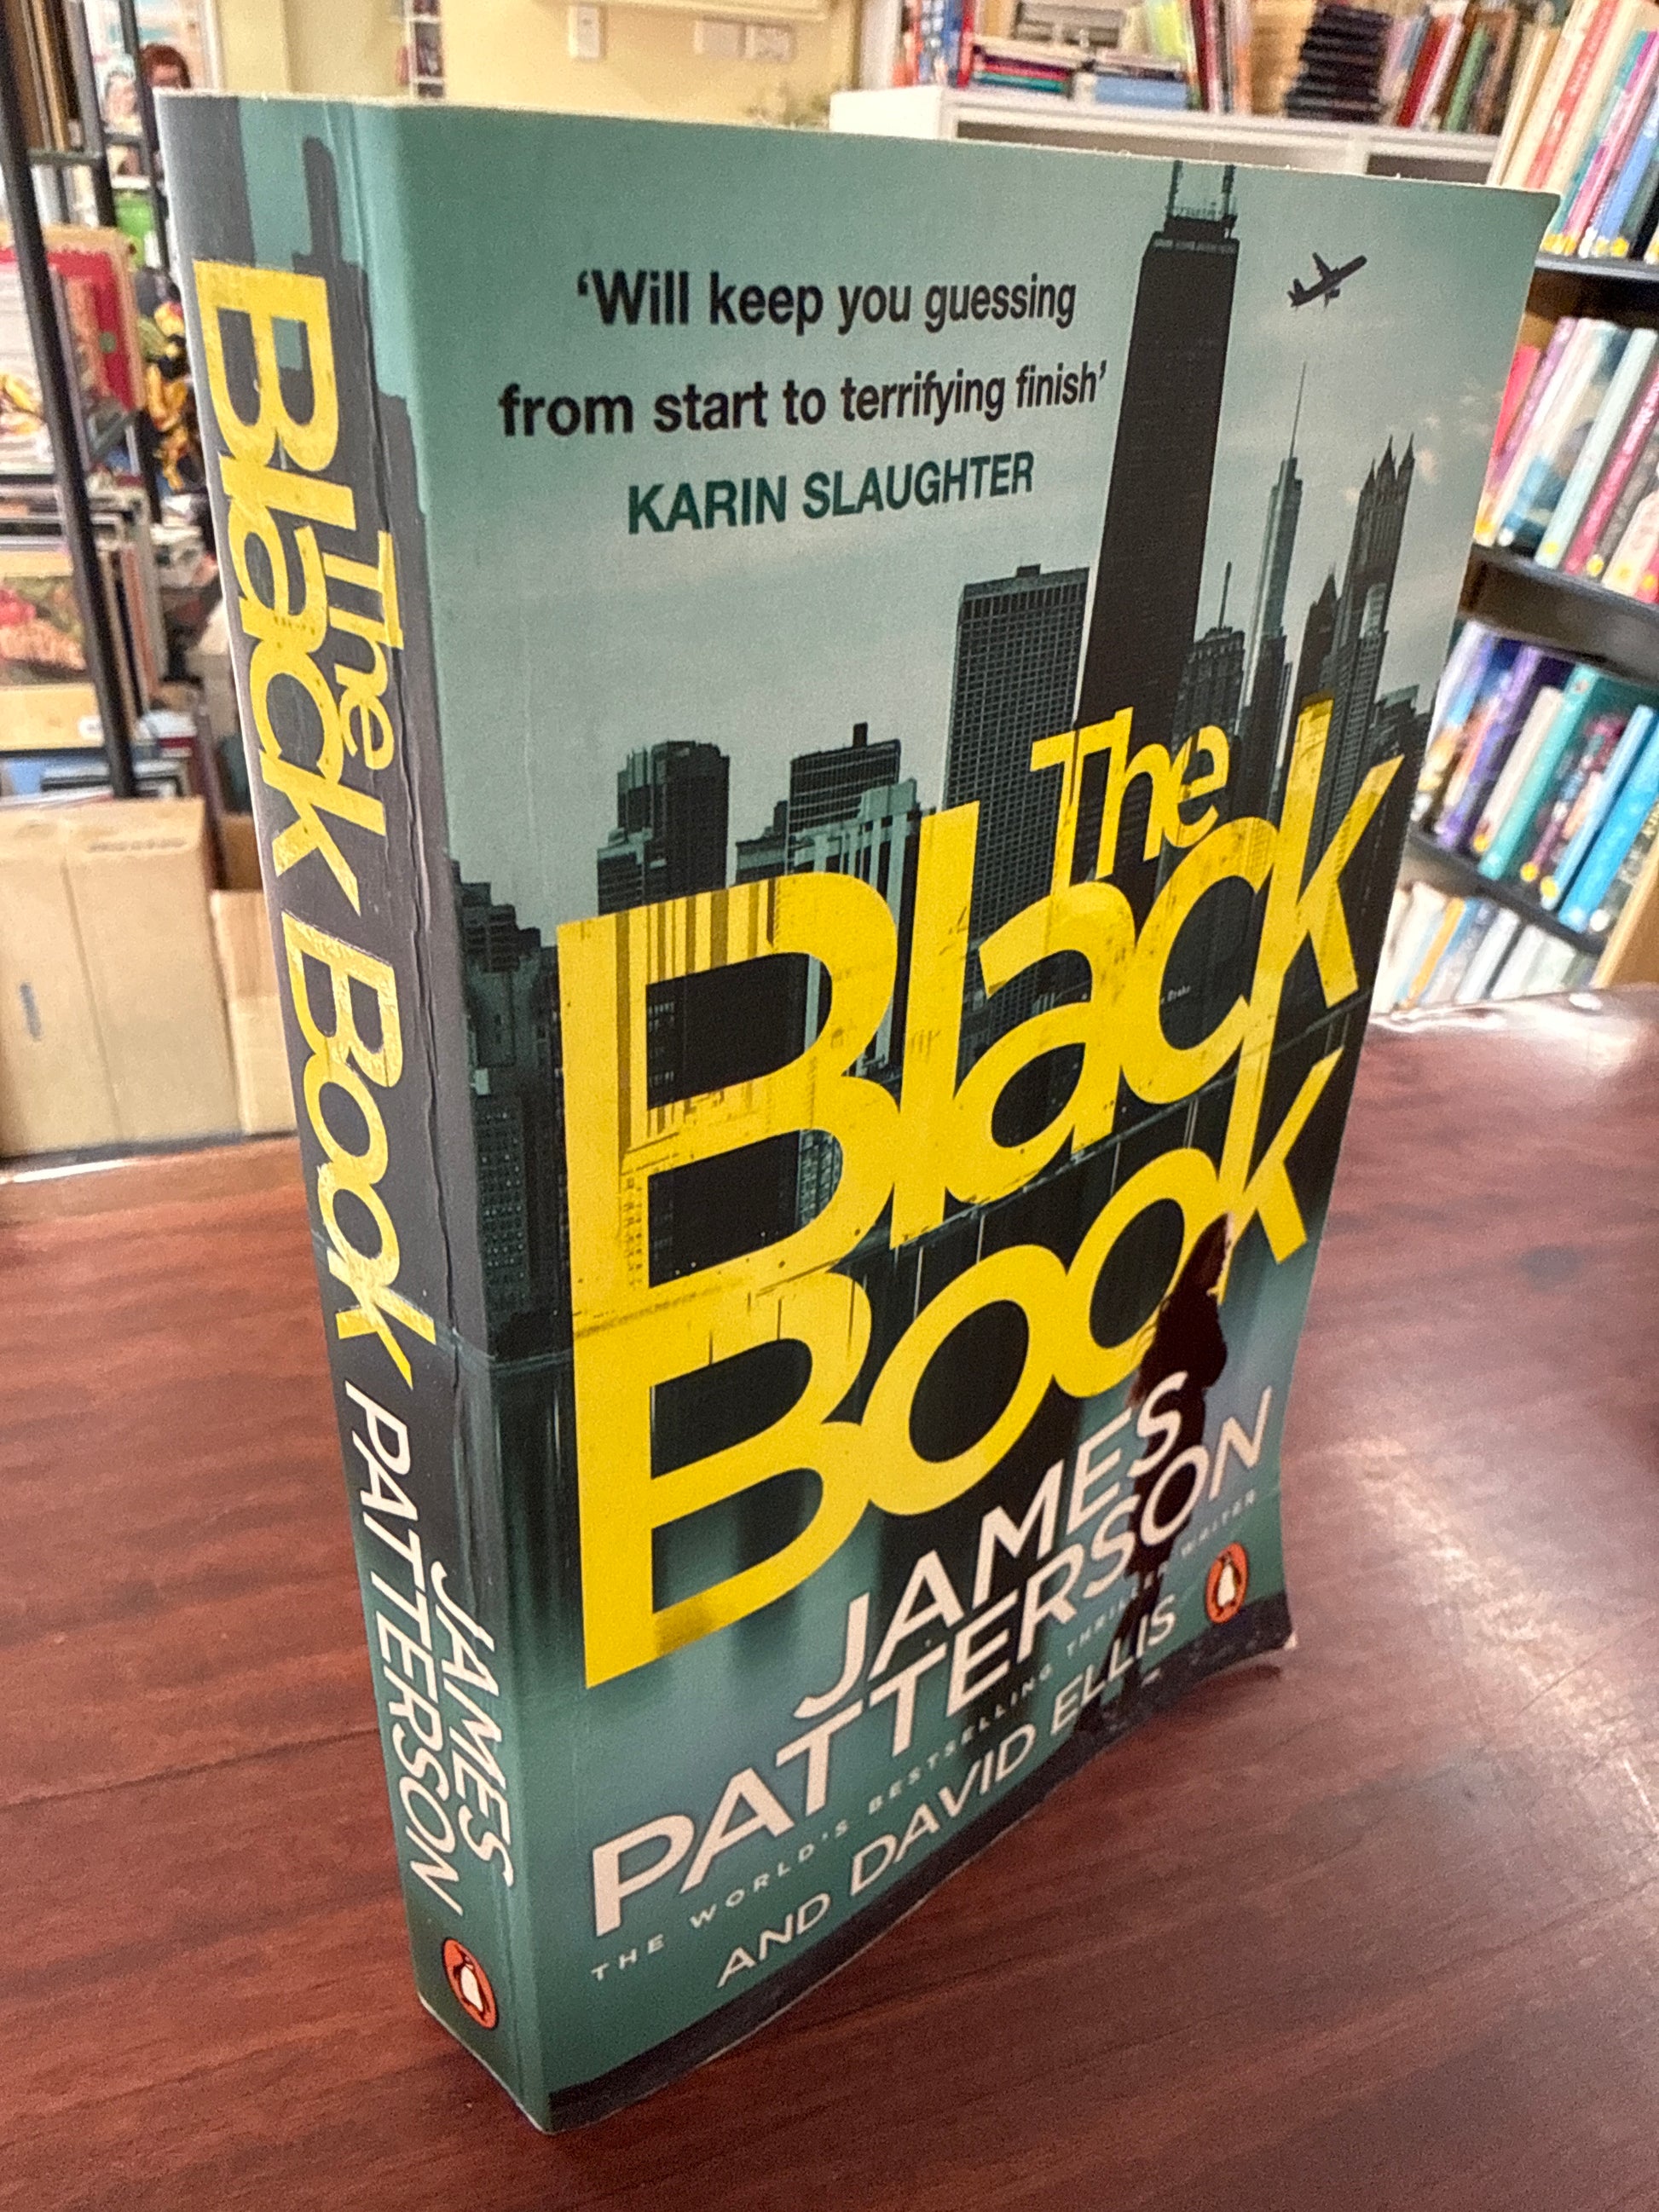 The
Black Book
JAMES
PATTERSON
‘Will keep you guessing
from start to terrifying finish’
KARIN SLAUGHTER
The
Black
Book
JAMES
PATTERSON
THE WORLD'S BESTSELLING THRILLER WRITER
AND DAVID ELLIS